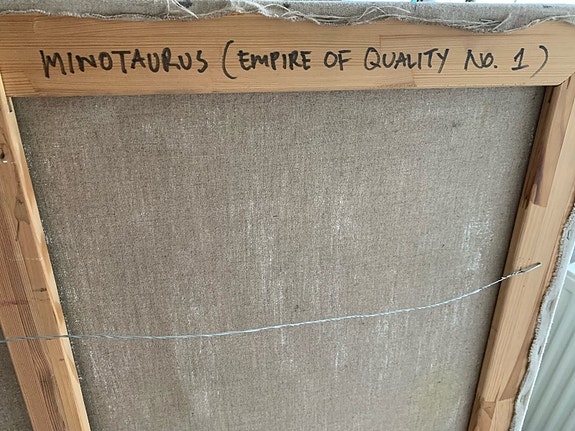 MINOTAURUS (EMPIRE OF QUALITY NO. 1)